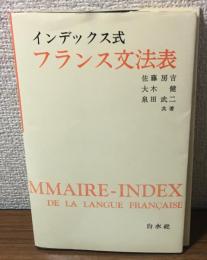 インデックス式
フランス文法表
佐藤房吉
大木健
泉田武二
共著
MMAIRE-INDEX
DE LA LANGUE FRANÇAISE
白水社